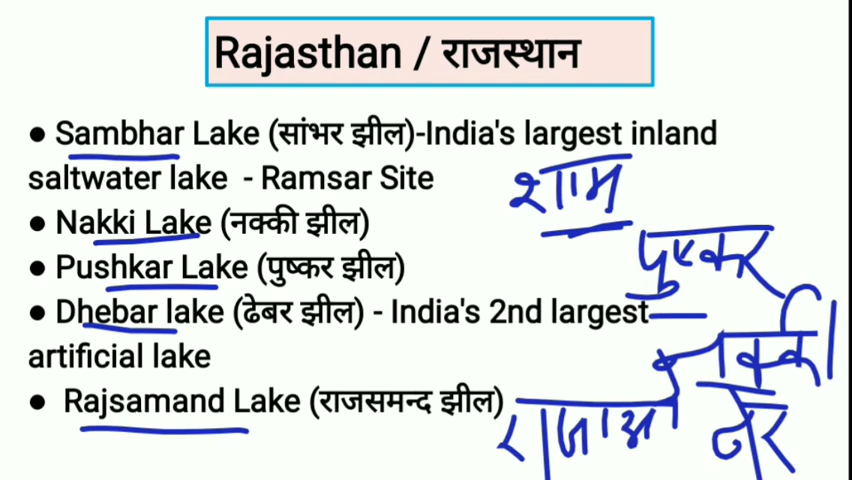 Rajasthan / राजस्थान
● Sambhar Lake (सांभर झील)-India's largest inland
saltwater lake - Ramsar Site
शाम
● Nakki Lake (नक्की झील)
पुष्कर
● Pushkar Lake (पुष्कर झील)
● Dhebar lake (ढेबर झील) - India's 2nd largest
नक्की
artificial lake
● Rajsamand Lake (राजसमन्द झील)